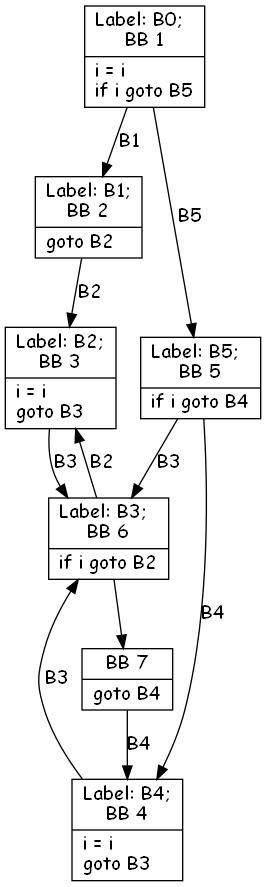 Label: B0;
BB 1
i = i
if i goto B5
B1
B5
Label: B1;
BB 2
goto B2
B2
Label: B2;
BB 3
i = i
goto B3
Label: B5;
BB 5
if i goto B4
B3
B2
B3
Label: B3;
BB 6
if i goto B2
B4
BB 7
goto B4
B3
B4
Label: B4;
BB 4
i = i
goto B3